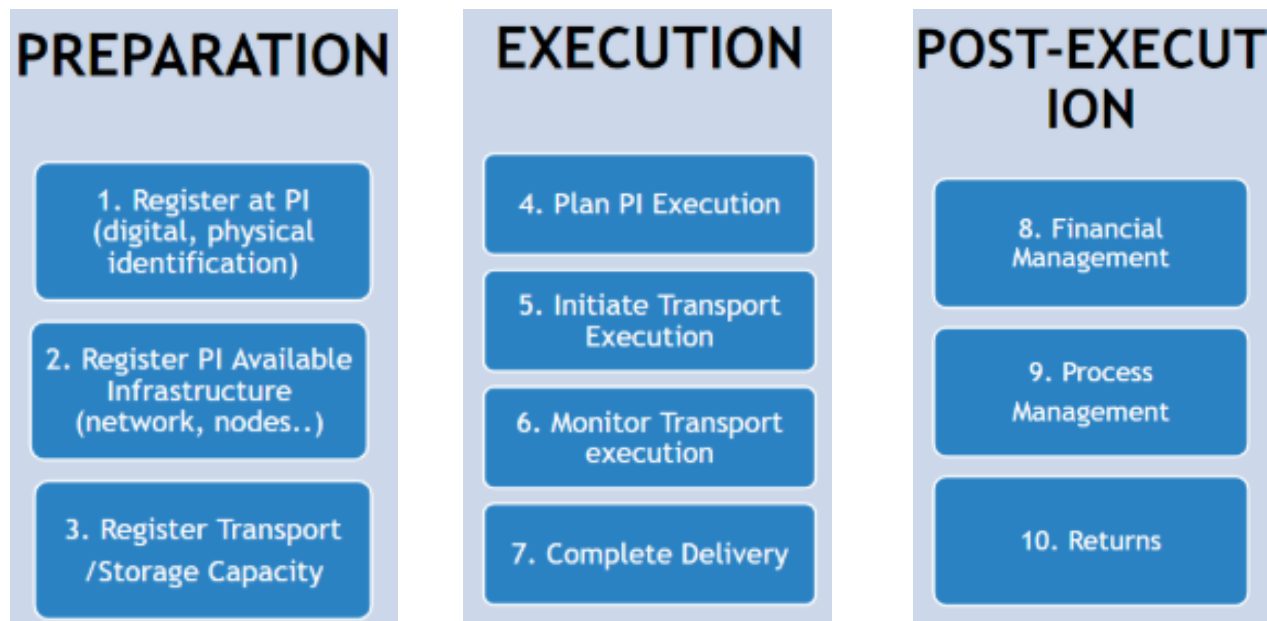 PREPARATION
1. Register at PI
(digital, physical
identification)
2. Register PI Available
Infrastructure
(network, nodes..)
3. Register Transport
/Storage Capacity
EXECUTION
4. Plan PI Execution
5. Initiate Transport
Execution
6. Monitor Transport
execution
7. Complete Delivery
POST-EXECUT
ION
8. Financial
Management
9. Process
Management
10. Returns